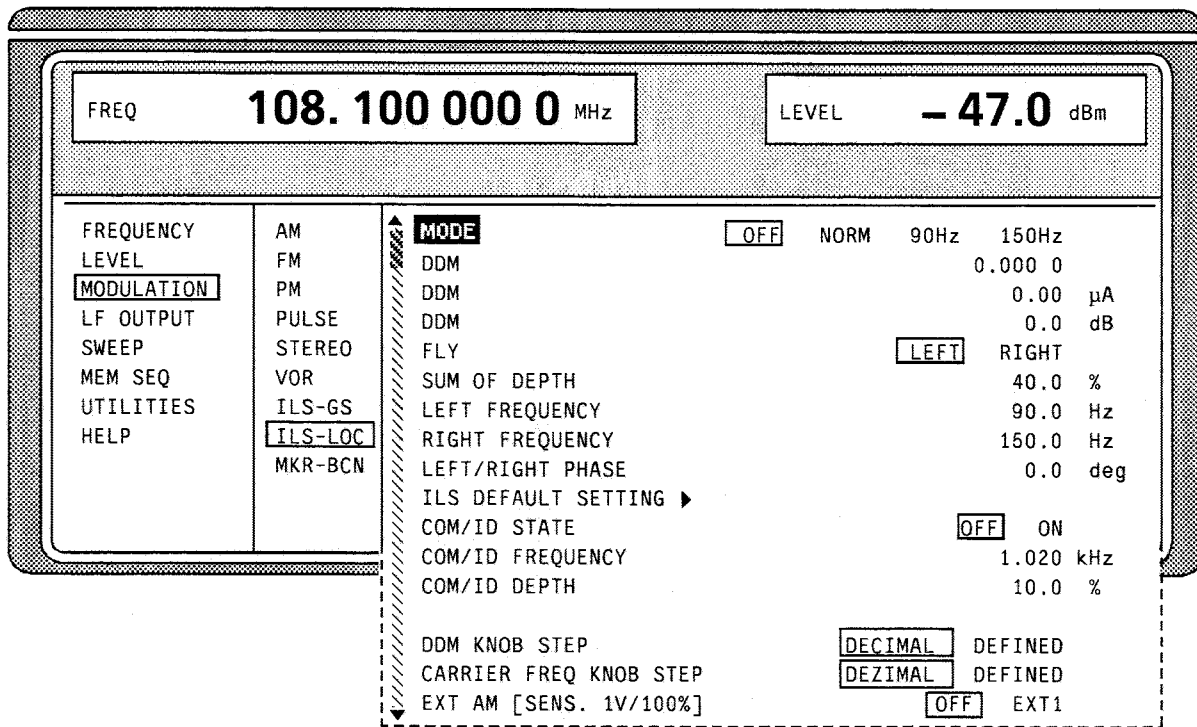 FREQ 108. 100 000 0 MHz
LEVEL – 47.0 dBm
FREQUENCY
LEVEL
MODULATION
LF OUTPUT
SWEEP
MEM SEQ
UTILITIES
HELP
AM
FM
PM
PULSE
STEREO
VOR
ILS-GS
ILS-LOC
MKR-BCN
MODE OFF NORM 90Hz 150Hz
DDM 0.000 0
DDM 0.00 µA
DDM 0.0 dB
FLY LEFT RIGHT
SUM OF DEPTH 40.0 %
LEFT FREQUENCY 90.0 Hz
RIGHT FREQUENCY 150.0 Hz
LEFT/RIGHT PHASE 0.0 deg
ILS DEFAULT SETTING ▶
COM/ID STATE OFF ON
COM/ID FREQUENCY 1.020 kHz
COM/ID DEPTH 10.0 %
DDM KNOB STEP DECIMAL DEFINED
CARRIER FREQ KNOB STEP DEZIMAL DEFINED
EXT AM [SENS. 1V/100%] OFF EXT1